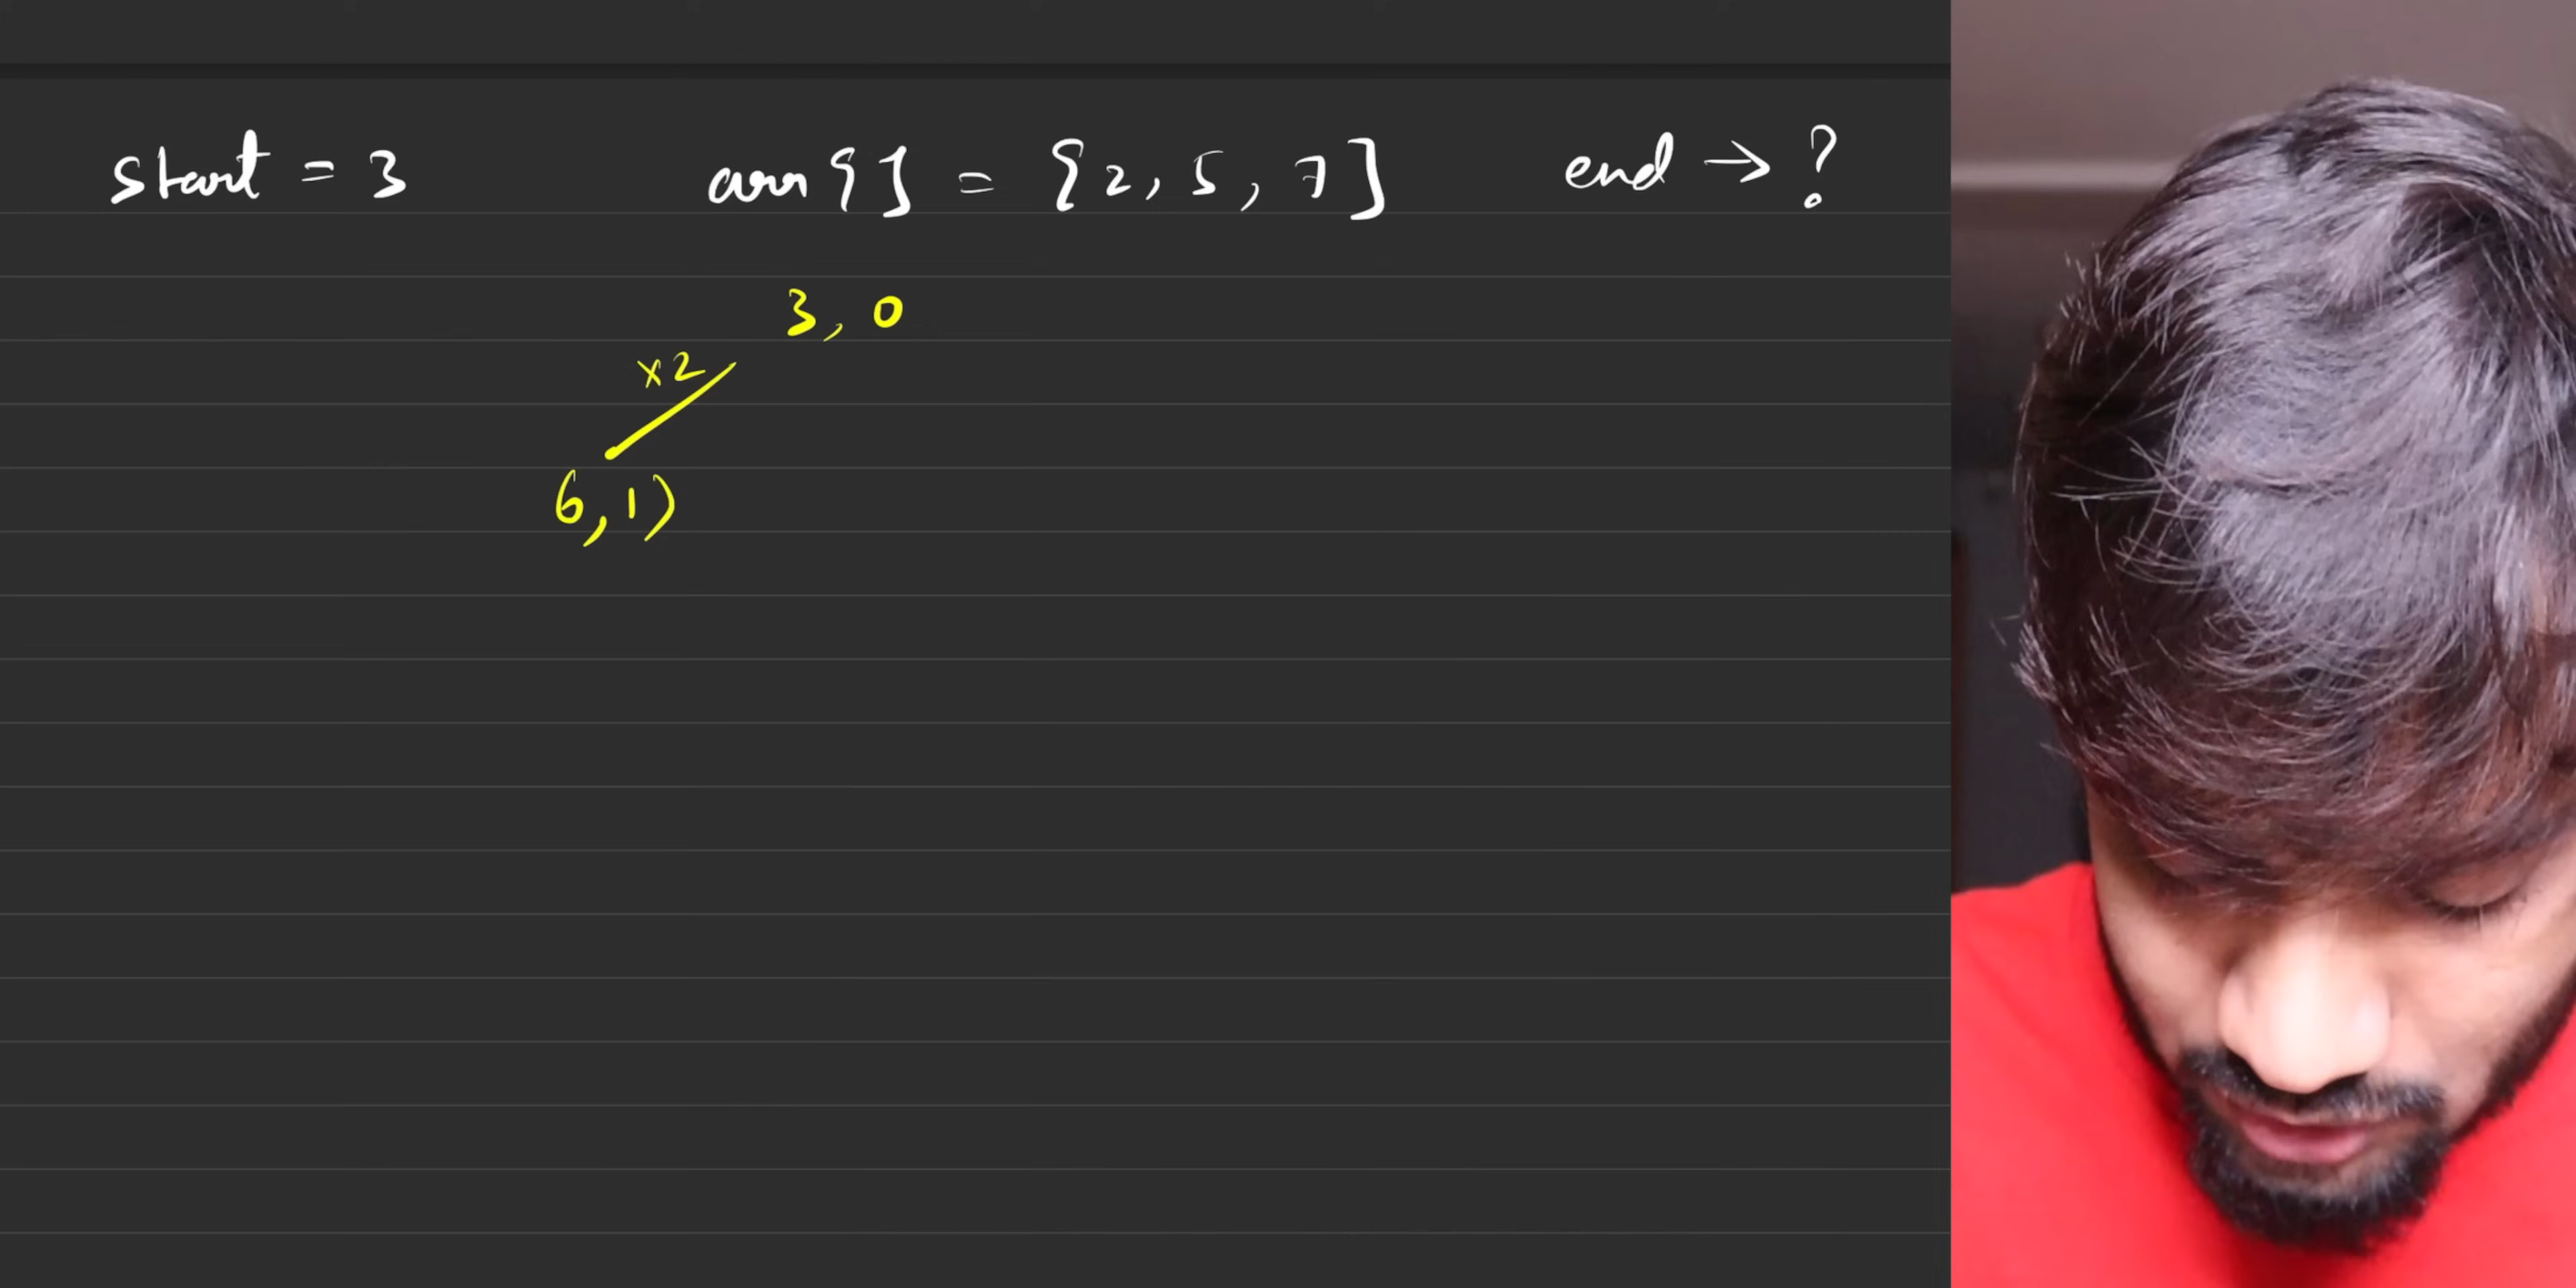 start = 3 arr{} = {2, 5, 7} end → ?
3, 0
x2
6, 1)